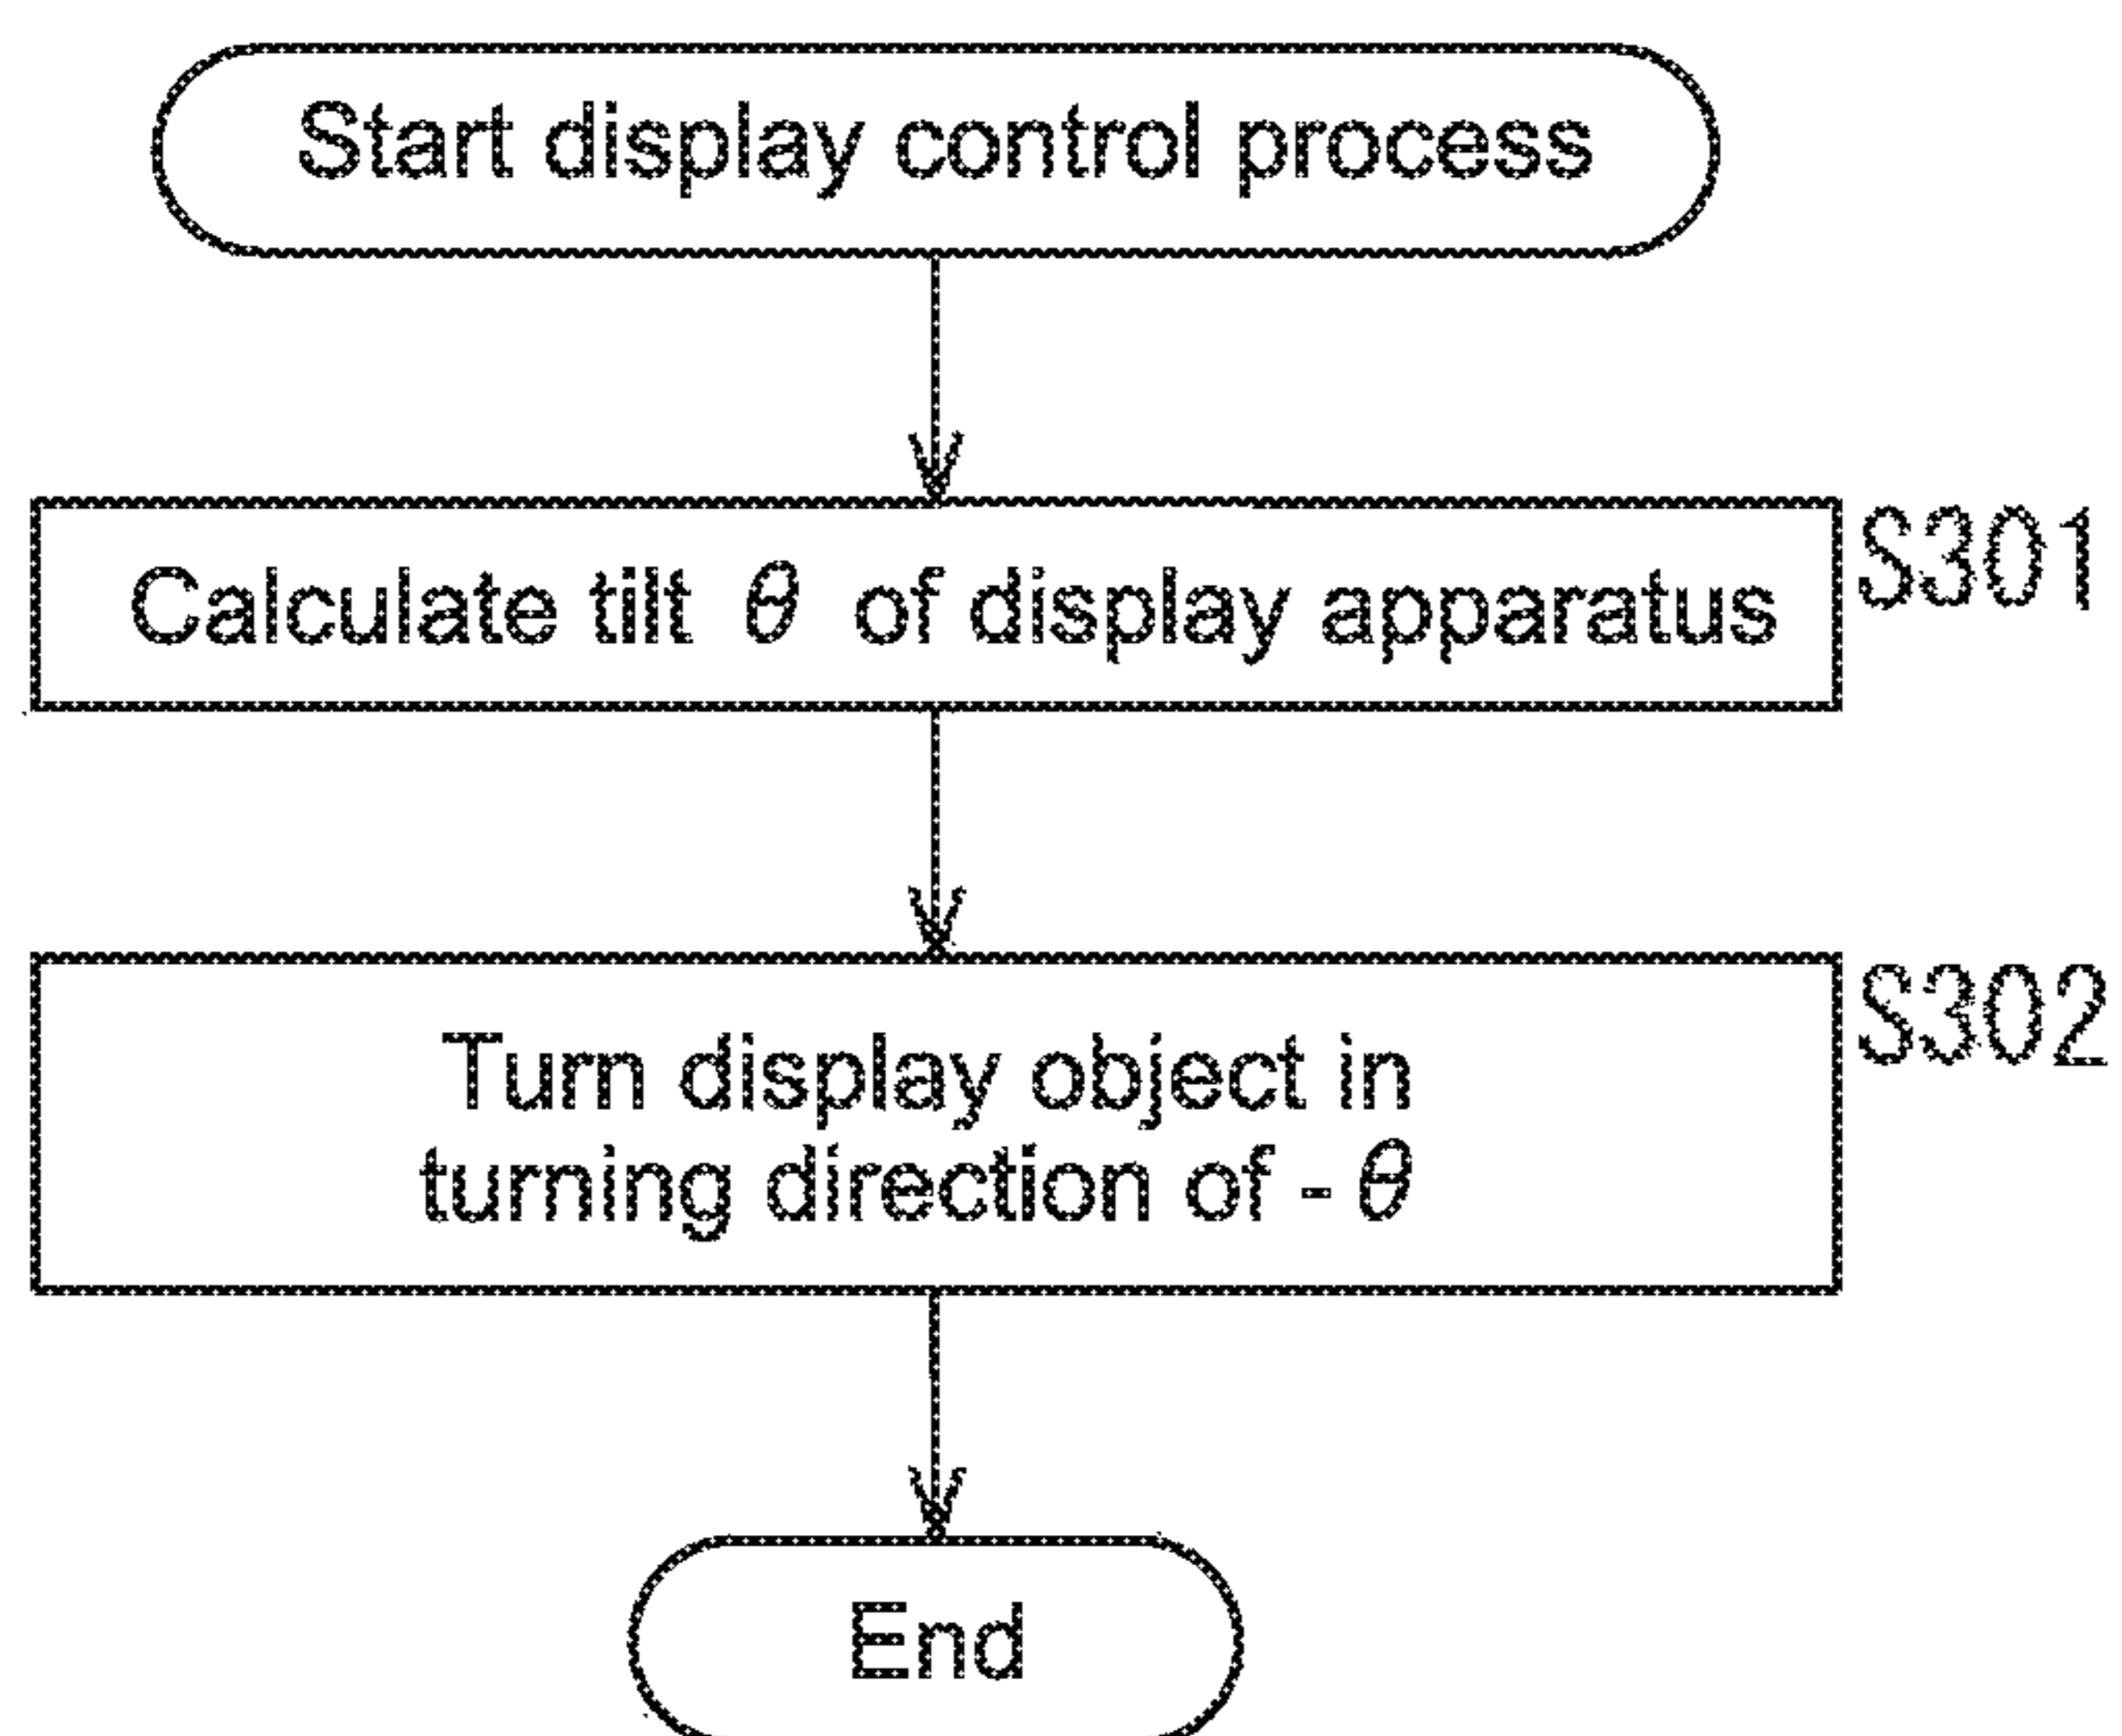 Start display control process
Calculate tilt θ of display apparatus
S301
Turn display object in
turning direction of - θ
S302
End